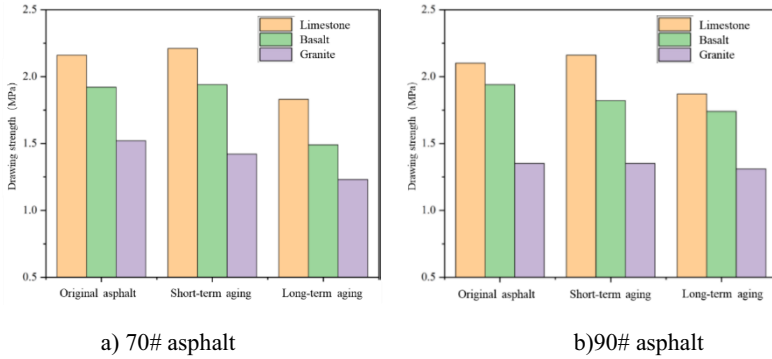 2.5
2.0
1.5
1.0
0.5
Drawing strength (MPa)
Limestone
Basalt
Granite
Original asphalt Short-term aging Long-term aging
a) 70# asphalt
2.5
2.0
1.5
1.0
0.5
Drawing strength (MPa)
Limestone
Basalt
Granite
Original asphalt Short-term aging Long-term aging
b)90# asphalt